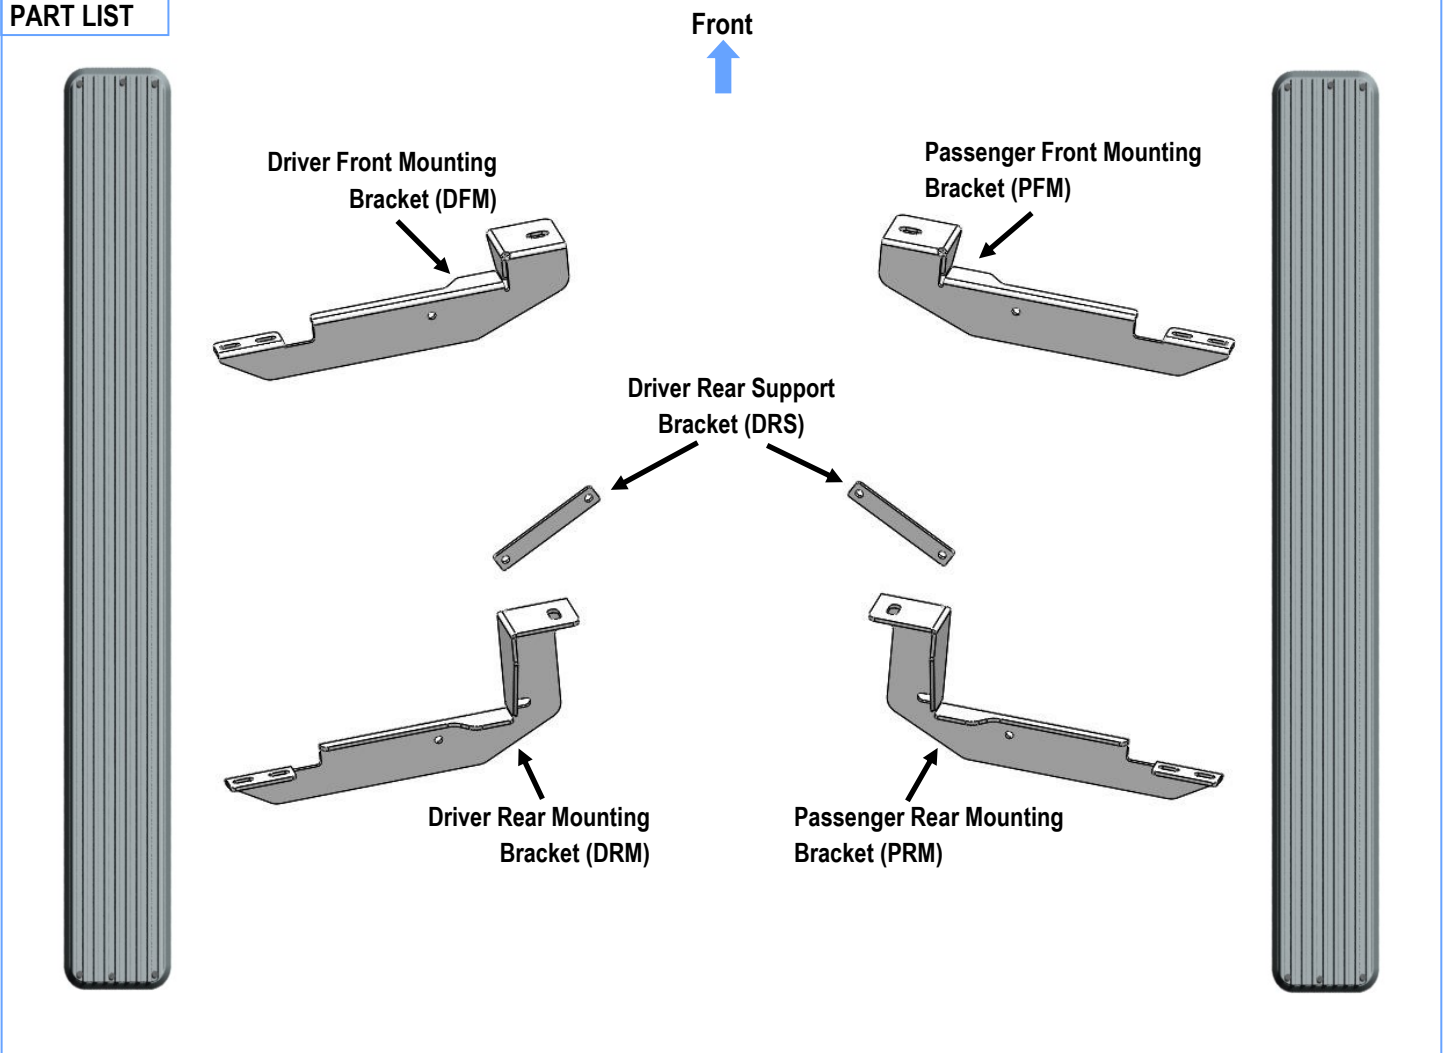 PART LIST
Front
Driver Front Mounting
Bracket (DFM)
Passenger Front Mounting
Bracket (PFM)
Driver Rear Support
Bracket (DRS)
Driver Rear Mounting
Bracket (DRM)
Passenger Rear Mounting
Bracket (PRM)